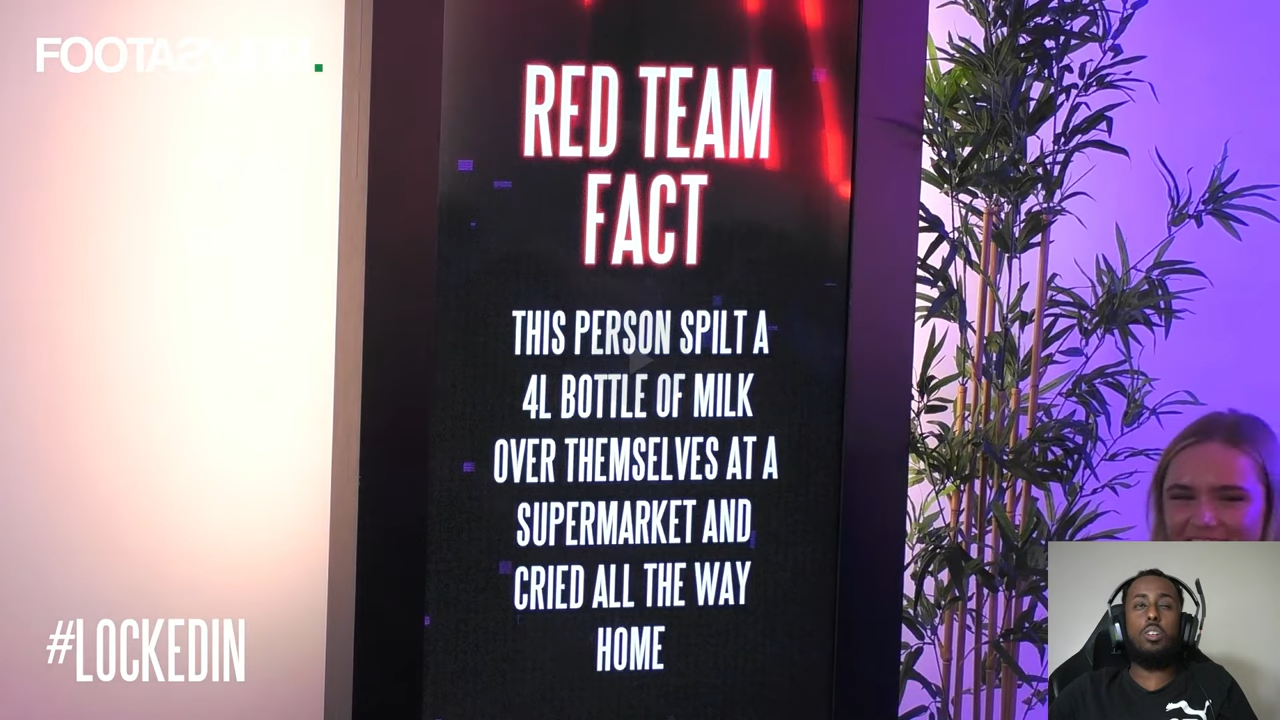 FOOTASYLUM.
RED TEAM
FACT
THIS PERSON SPILT A
4L BOTTLE OF MILK
OVER THEMSELVES AT A
SUPERMARKET AND
CRIED ALL THE WAY
HOME
#LOCKEDIN